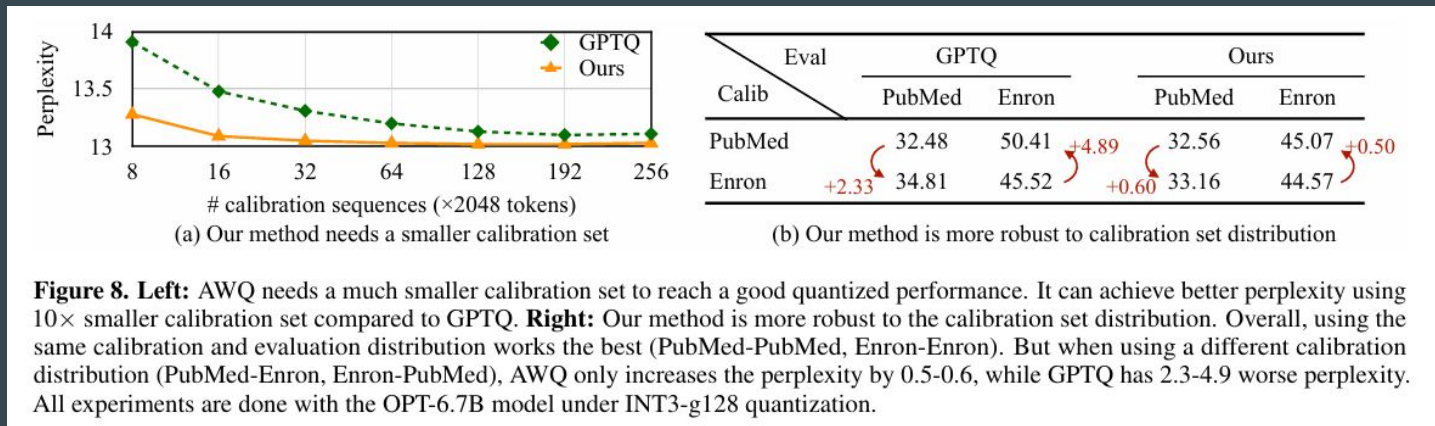 14
GPTQ
Ours
Perplexity
13.5
13
8 16 32 64 128 192 256
# calibration sequences (×2048 tokens)
(a) Our method needs a smaller calibration set
Eval GPTQ Ours
Calib PubMed Enron PubMed Enron
PubMed 32.48 50.41 +4.89 32.56 45.07 +0.50
Enron +2.33 34.81 45.52 +0.60 33.16 44.57
(b) Our method is more robust to calibration set distribution
Figure 8. Left: AWQ needs a much smaller calibration set to reach a good quantized performance. It can achieve better perplexity using
10× smaller calibration set compared to GPTQ. Right: Our method is more robust to the calibration set distribution. Overall, using the
same calibration and evaluation distribution works the best (PubMed-PubMed, Enron-Enron). But when using a different calibration
distribution (PubMed-Enron, Enron-PubMed), AWQ only increases the perplexity by 0.5-0.6, while GPTQ has 2.3-4.9 worse perplexity.
All experiments are done with the OPT-6.7B model under INT3-g128 quantization.